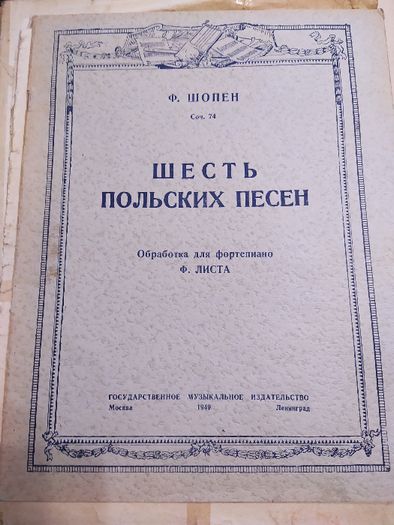 Ф. ШОПЕН
Соч. 74
ШЕСТЬ
ПОЛЬСКИХ ПЕСЕН
Обработка для фортепиано
Ф. ЛИСТА
ГОСУДАРСТВЕННОЕ МУЗЫКАЛЬНОЕ ИЗДАТЕЛЬСТВО
Москва 1949 Ленинград